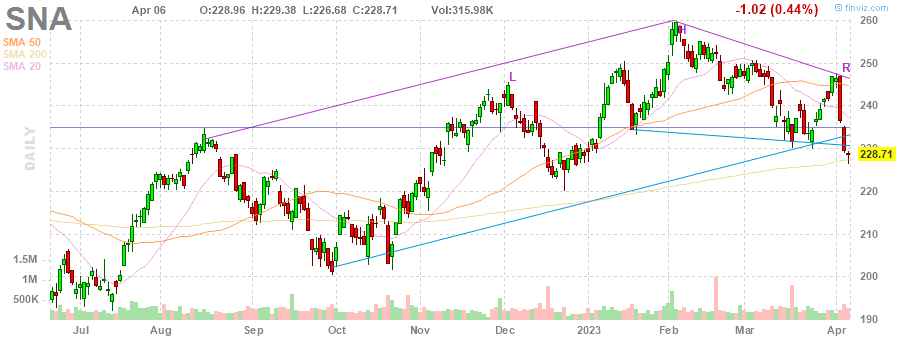 SNA
Apr 06 O:228.96 H:229.38 L:226.68 C:228.71 Vol:315.98K -1.02 (0.44%)
© finviz.com
SMA 50
SMA 200
SMA 20
DAILY
L
H
R
260
250
240
230
228.71
220
210
200
190
1.5M
1M
500K
Jul Aug Sep Oct Nov Dec 2023 Feb Mar Apr